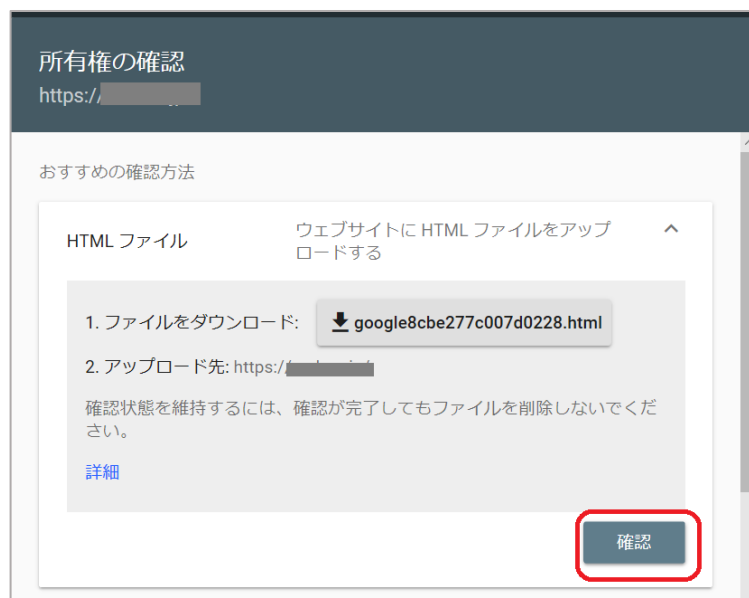 所有権の確認
https:/
おすすめの確認方法
HTML ファイル
ウェブサイトに HTML ファイルをアップ
ロードする
1. ファイルをダウンロード: google8cbe277c007d0228.html
2. アップロード先: https:/
確認状態を維持するには、確認が完了してもファイルを削除しないでくだ
さい。
詳細
確認